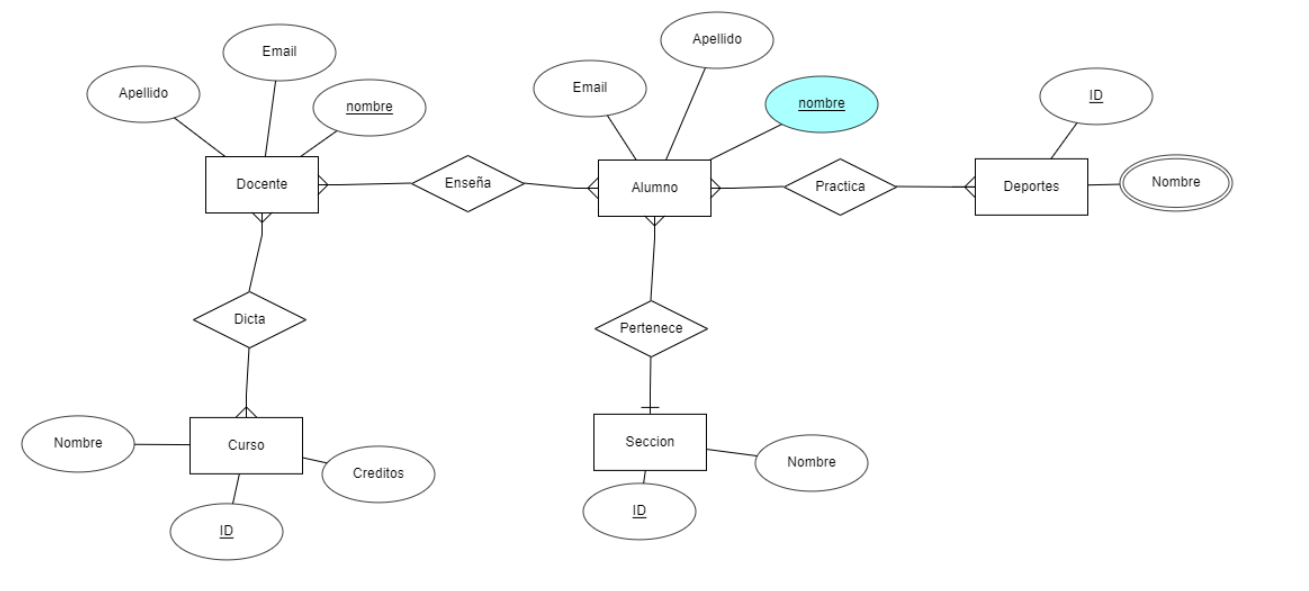 Apellido
Email
nombre
Email
Apellido
nombre
ID
Docente
Enseña
Alumno
Practica
Deportes
Nombre
Dicta
Pertenece
Nombre
Curso
Creditos
ID
Seccion
Nombre
ID